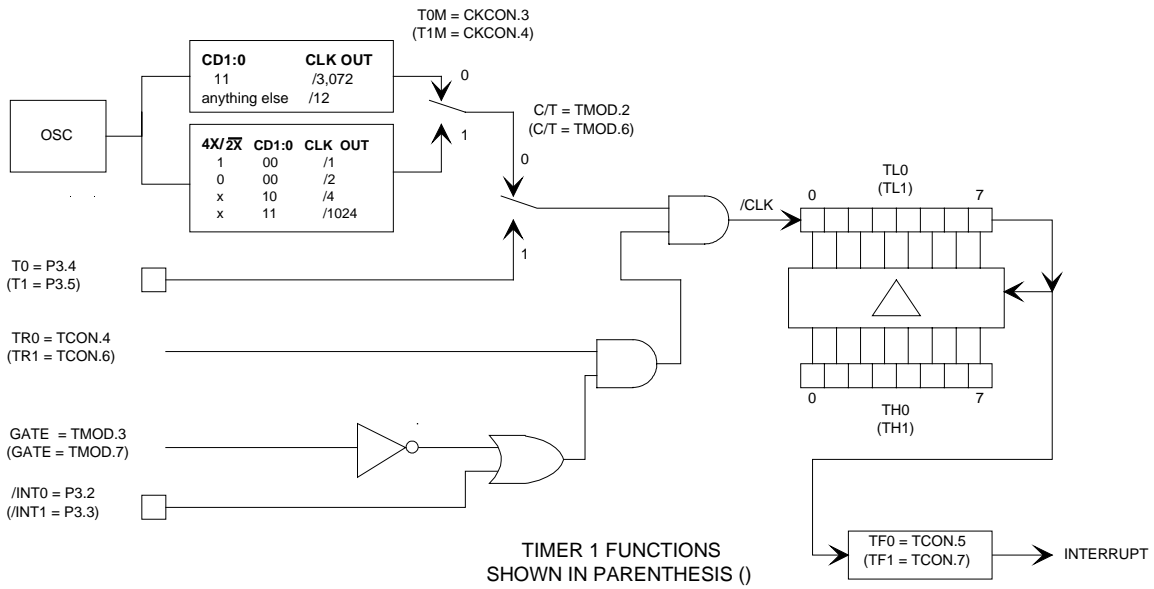 T0M = CKCON.3
(T1M = CKCON.4)
CD1:0 CLK OUT
11 /3,072
anything else /12
0
OSC
4X/2X CD1:0 CLK OUT
1 00 /1
0 00 /2
x 10 /4
x 11 /1024
1
C/T = TMOD.2
(C/T = TMOD.6)
0
1
T0 = P3.4
(T1 = P3.5)
/CLK
TL0
(TL1)
0 7
TR0 = TCON.4
(TR1 = TCON.6)
0 7
TH0
(TH1)
GATE = TMOD.3
(GATE = TMOD.7)
/INT0 = P3.2
(/INT1 = P3.3)
TIMER 1 FUNCTIONS
SHOWN IN PARENTHESIS ()
TF0 = TCON.5
(TF1 = TCON.7)
INTERRUPT